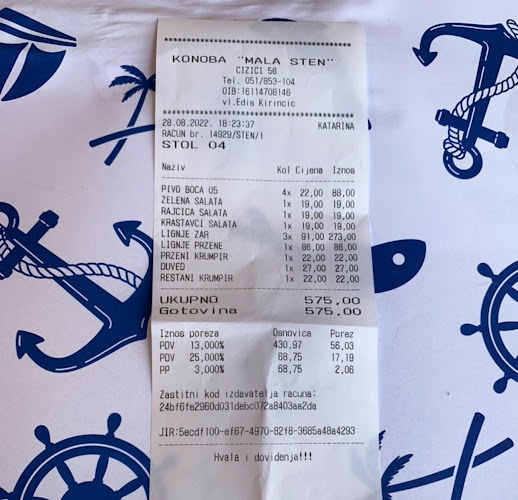 ****************************************
KONOBA "MALA STEN"
CIZICI 56
Tel. 051/853-104
OIB:16114708146
vl.Edis Kirincic
****************************************
28.08.2022. 18:23:37 KATARINA
RACUN br. 14929/STEN/1
STOL 04
Naziv Kol Cijena Iznos
PIVO BOCA 05 4x 22,00 88,00
ZELENA SALATA 1x 19,00 19,00
RAJCICA SALATA 1x 19,00 19,00
KRASTAVCI SALATA 1x 19,00 19,00
LIGNJE ZAR 3x 91,00 273,00
LIGNJE PRZENE 1x 86,00 86,00
PRZENI KRUMPIR 1x 22,00 22,00
DUVED 1x 27,00 27,00
RESTANI KRUMPIR 1x 22,00 22,00
UKUPNO 575,00
Gotovina 575,00
Iznos poreza Osnovica Porez
PDV 13,000% 430,97 56,03
PDV 25,000% 68,75 17,19
PP 3,000% 68,75 2,06
Zastitni kod izdavatelja racuna:
24bf6fe2960d031debc072a8403aa2da
JIR:5ecdf100-ef67-4970-82f8-3685a48a4293
Hvala i dovidenja!!!